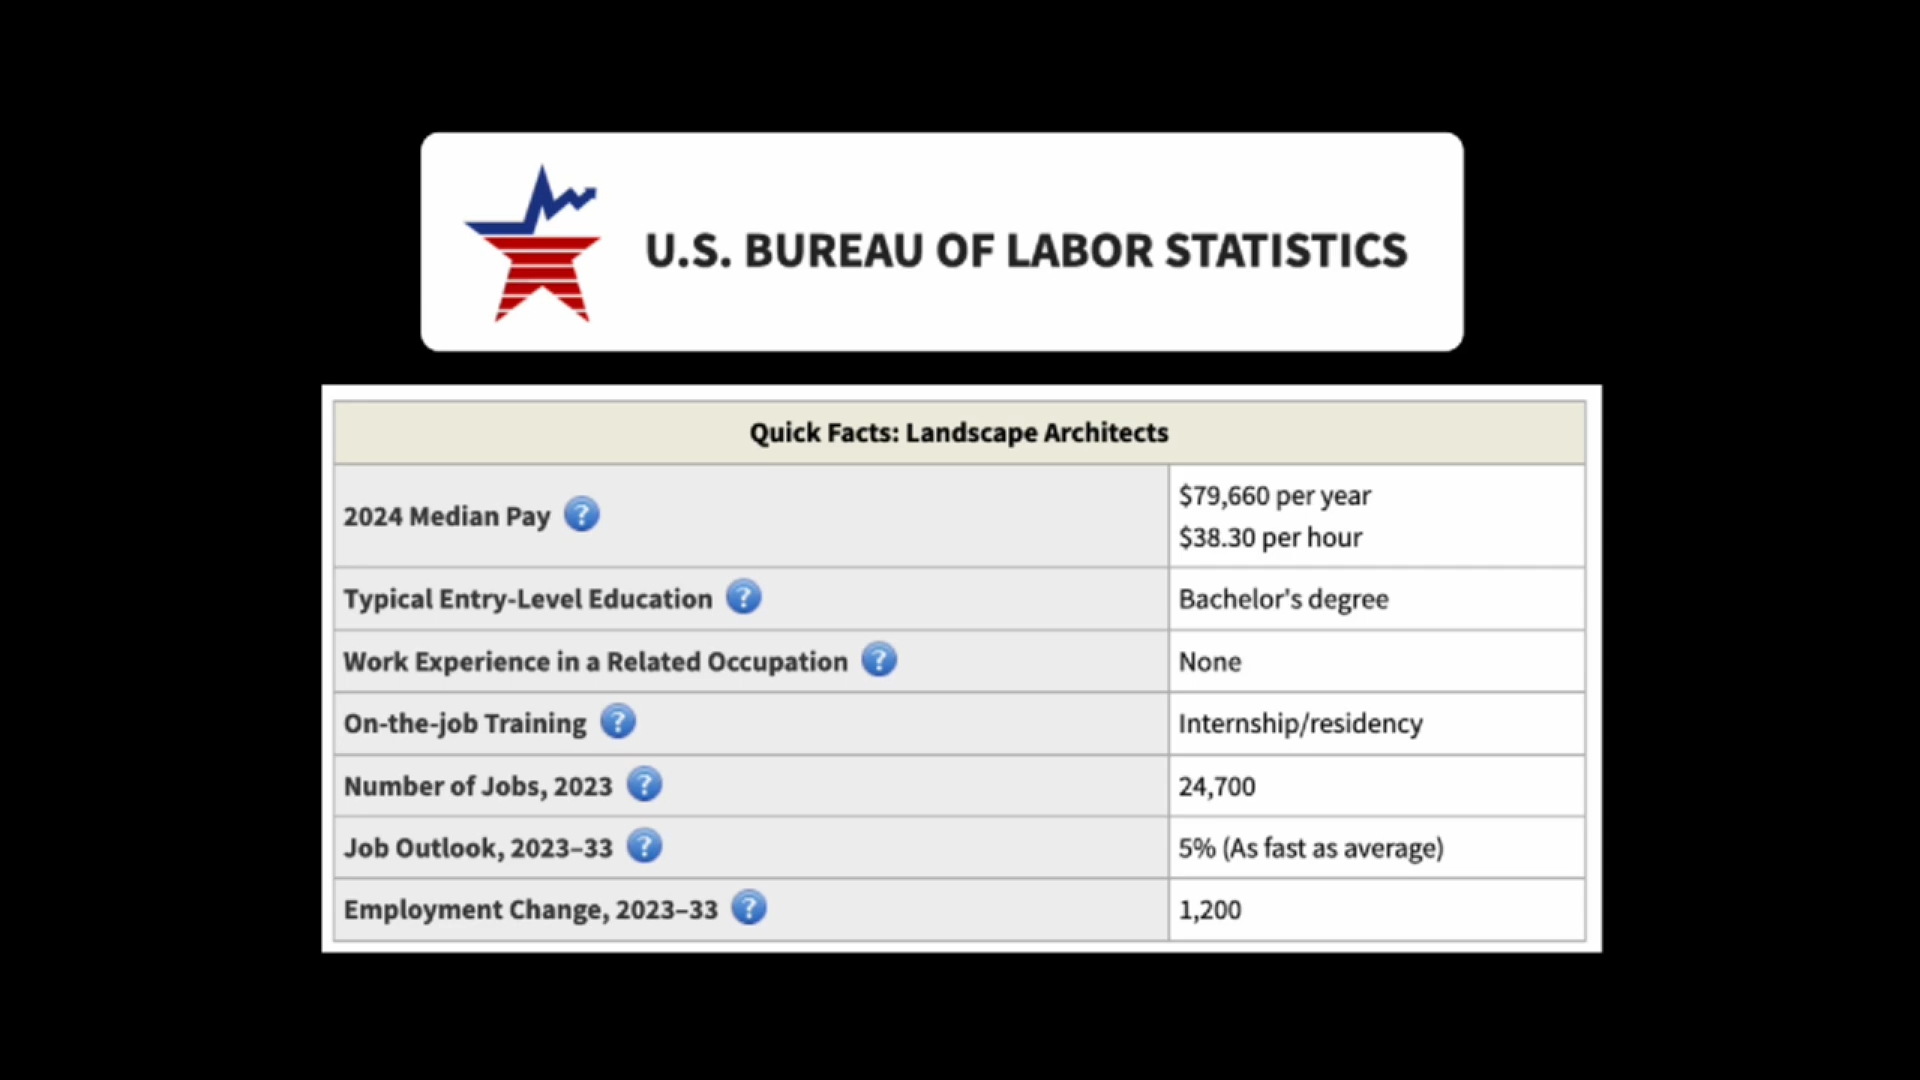 U.S. BUREAU OF LABOR STATISTICS
Quick Facts: Landscape Architects
2024 Median Pay ?
$79,660 per year
$38.30 per hour
Typical Entry-Level Education ?
Bachelor's degree
Work Experience in a Related Occupation ?
None
On-the-job Training ?
Internship/residency
Number of Jobs, 2023 ?
24,700
Job Outlook, 2023–33 ?
5% (As fast as average)
Employment Change, 2023–33 ?
1,200